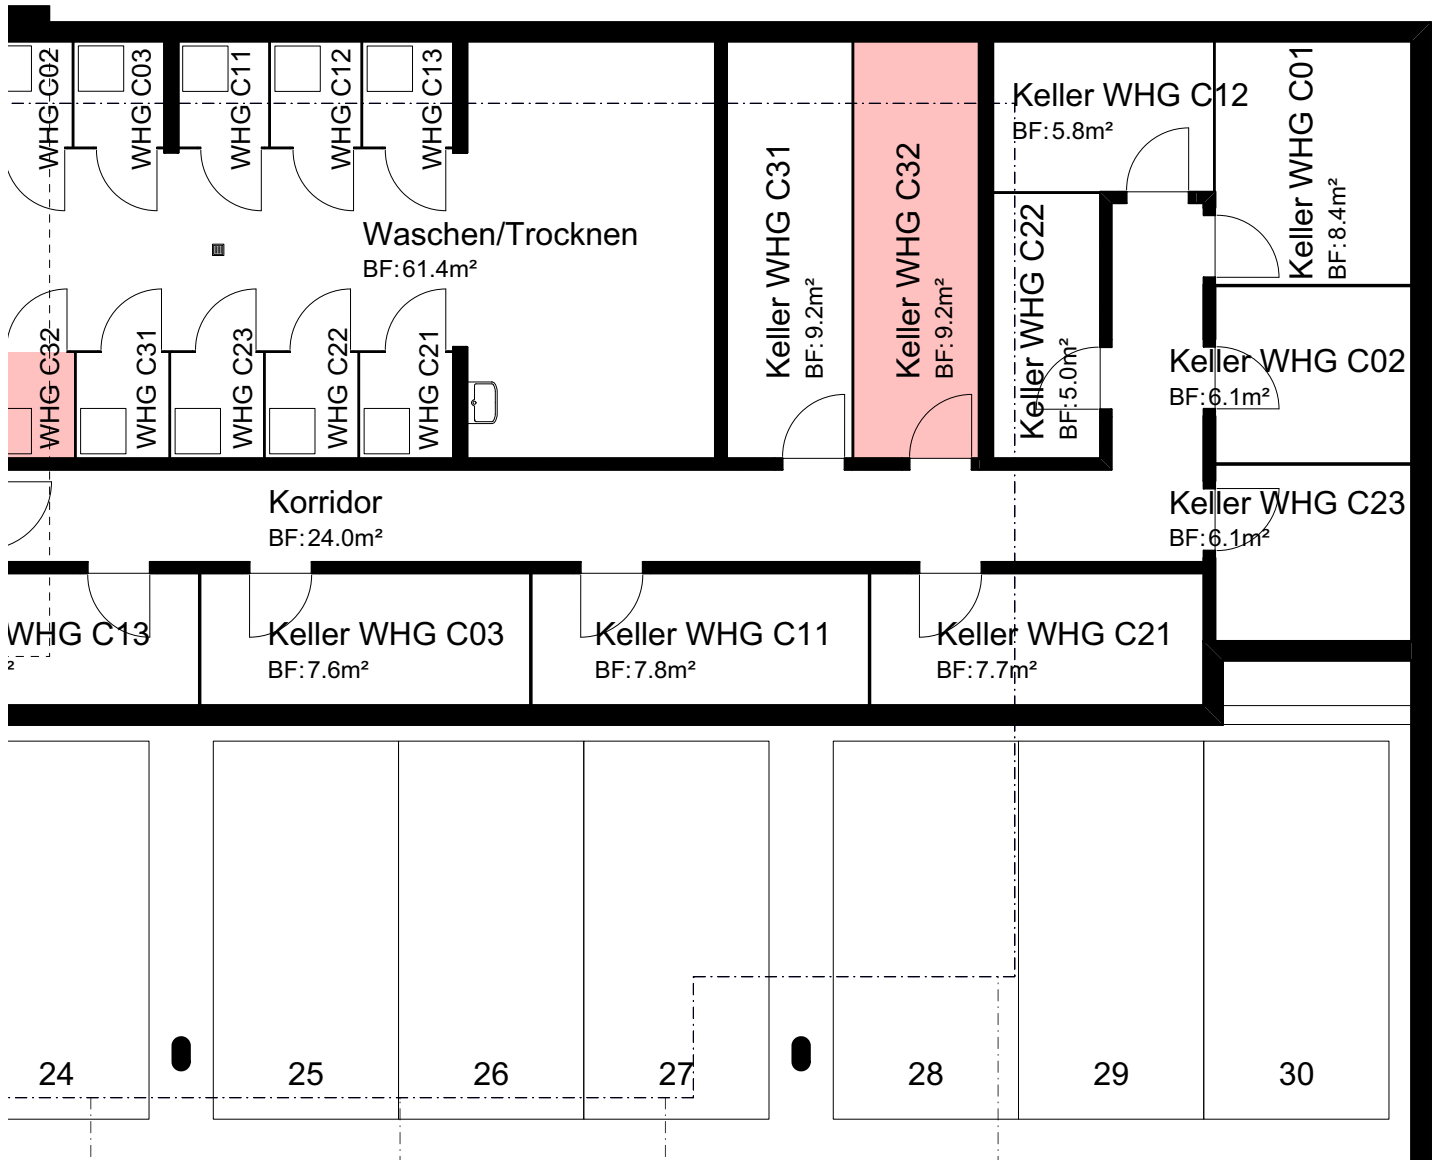 WHG C02
WHG C03
WHG C11
WHG C12
WHG C13
Waschen/Trocknen
BF:61.4m²
WHG C32
WHG C31
WHG C23
WHG C22
WHG C21
Keller WHG C31
BF: 9.2m²
Keller WHG C32
BF: 9.2m²
Keller WHG C12
BF:5.8m²
Keller WHG C22
BF:5.0m²
Keller WHG C01
BF:8.4m²
Keller WHG C02
BF:6.1m²
Keller WHG C23
BF:6.1m²
Korridor
BF:24.0m²
WHG C13
²
Keller WHG C03
BF:7.6m²
Keller WHG C11
BF:7.8m²
Keller WHG C21
BF:7.7m²
24
25
26
27
28
29
30